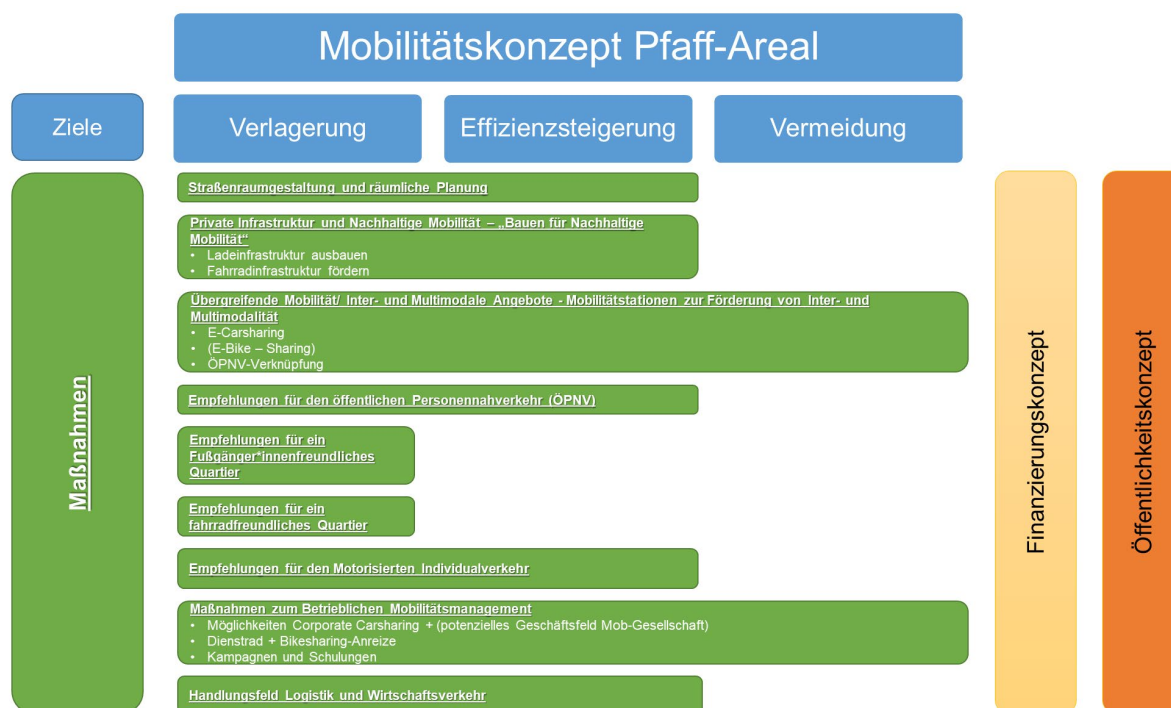 Mobilitätskonzept Pfaff-Areal
Ziele
Verlagerung
Effizienzsteigerung
Vermeidung
Maßnahmen
Straßenraumgestaltung und räumliche Planung
Private Infrastruktur und Nachhaltige Mobilität – „Bauen für Nachhaltige
Mobilität“
• Ladeinfrastruktur ausbauen
• Fahrradinfrastruktur fördern
Übergreifende Mobilität/ Inter- und Multimodale Angebote - Mobilitätstationen zur Förderung von Inter- und
Multimodalität
• E-Carsharing
• (E-Bike – Sharing)
• ÖPNV-Verknüpfung
Empfehlungen für den öffentlichen Personennahverkehr (ÖPNV)
Empfehlungen für ein
Fußgänger*innenfreundliches
Quartier
Empfehlungen für ein
fahrradfreundliches Quartier
Empfehlungen für den Motorisierten Individualverkehr
Maßnahmen zum Betrieblichen Mobilitätsmanagement
• Möglichkeiten Corporate Carsharing + (potenzielles Geschäftsfeld Mob-Gesellschaft)
• Dienstrad + Bikesharing-Anreize
• Kampagnen und Schulungen
Handlungsfeld Logistik und Wirtschaftsverkehr
Finanzierungskonzept
Öffentlichkeitskonzept